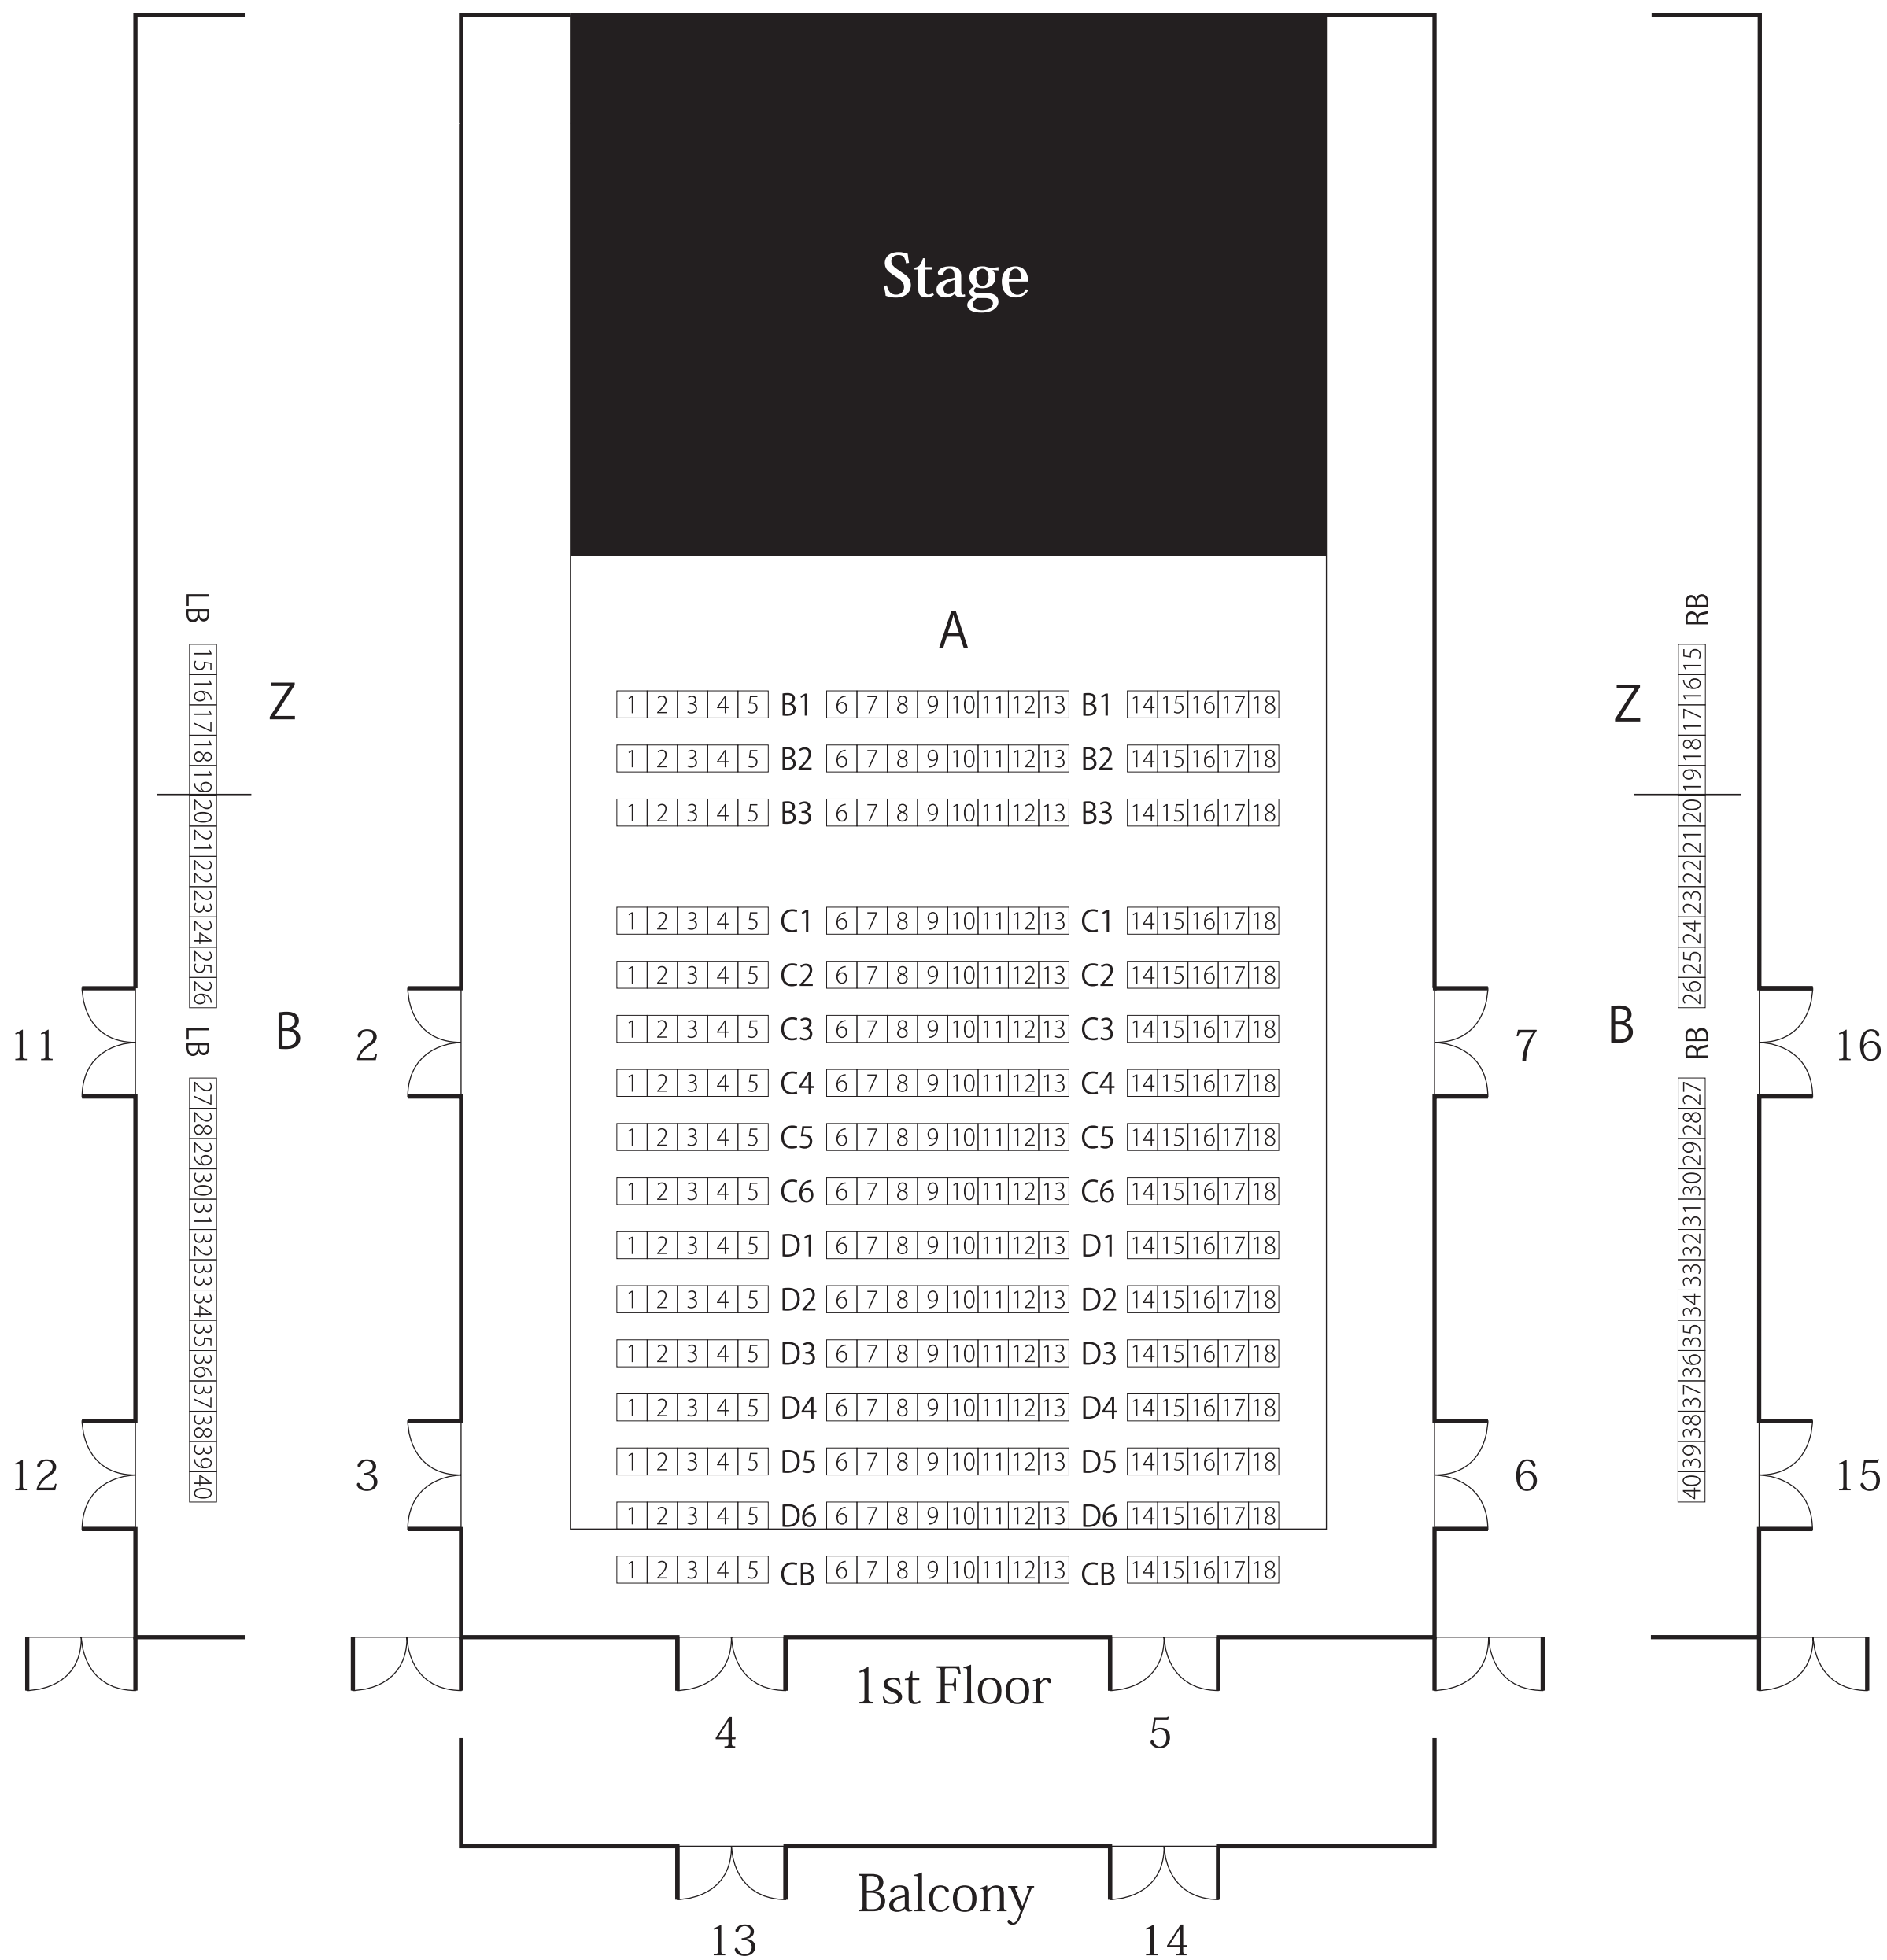 Stage
A
1 2 3 4 5 B1 6 7 8 9 10 11 12 13 B1 14 15 16 17 18
1 2 3 4 5 B2 6 7 8 9 10 11 12 13 B2 14 15 16 17 18
1 2 3 4 5 B3 6 7 8 9 10 11 12 13 B3 14 15 16 17 18
1 2 3 4 5 C1 6 7 8 9 10 11 12 13 C1 14 15 16 17 18
1 2 3 4 5 C2 6 7 8 9 10 11 12 13 C2 14 15 16 17 18
1 2 3 4 5 C3 6 7 8 9 10 11 12 13 C3 14 15 16 17 18
1 2 3 4 5 C4 6 7 8 9 10 11 12 13 C4 14 15 16 17 18
1 2 3 4 5 C5 6 7 8 9 10 11 12 13 C5 14 15 16 17 18
1 2 3 4 5 C6 6 7 8 9 10 11 12 13 C6 14 15 16 17 18
1 2 3 4 5 D1 6 7 8 9 10 11 12 13 D1 14 15 16 17 18
1 2 3 4 5 D2 6 7 8 9 10 11 12 13 D2 14 15 16 17 18
1 2 3 4 5 D3 6 7 8 9 10 11 12 13 D3 14 15 16 17 18
1 2 3 4 5 D4 6 7 8 9 10 11 12 13 D4 14 15 16 17 18
1 2 3 4 5 D5 6 7 8 9 10 11 12 13 D5 14 15 16 17 18
1 2 3 4 5 D6 6 7 8 9 10 11 12 13 D6 14 15 16 17 18
1 2 3 4 5 CB 6 7 8 9 10 11 12 13 CB 14 15 16 17 18
LB 15 16 17 18 19 20 21 22 23 24 25 26 LB 27 28 29 30 31 32 33 34 35 36 37 38 39 40
Z
B
11
12
2
3
40 39 38 37 36 35 34 33 32 31 30 29 28 27 RB 26 25 24 23 22 21 20 19 18 17 16 15 RB
Z
B
7
6
16
15
1st Floor
4
5
Balcony
13
14